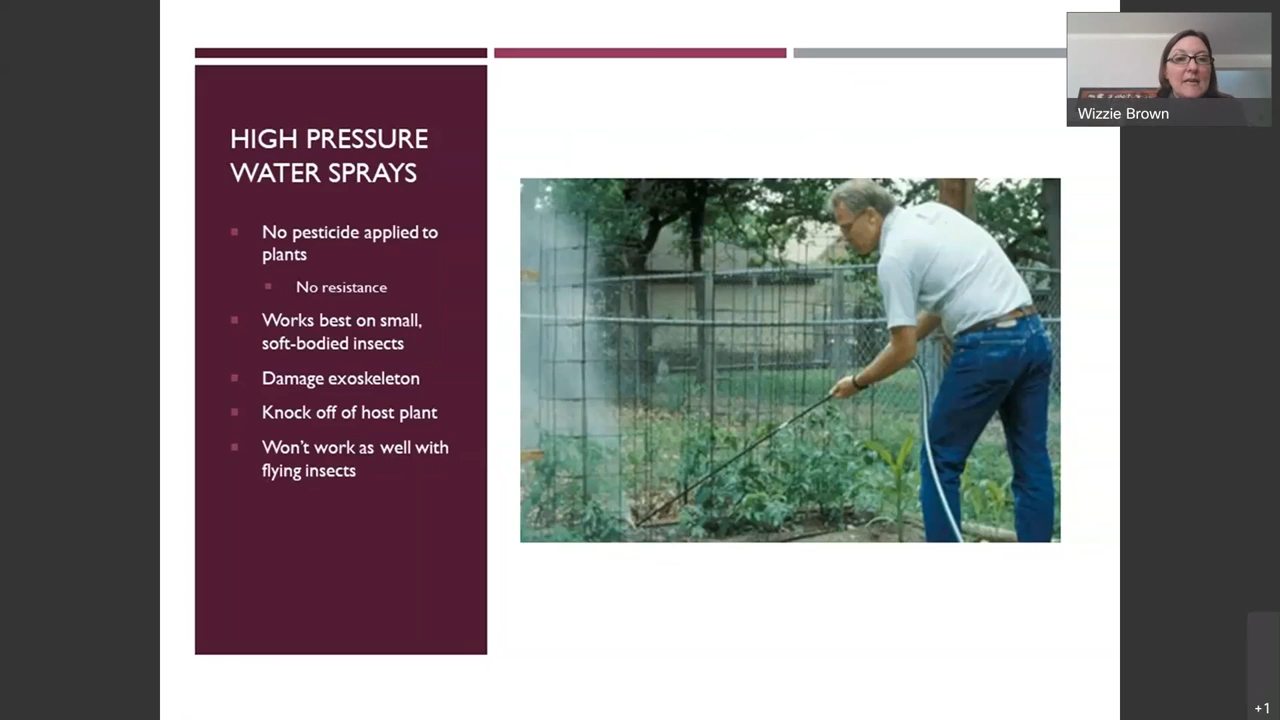 HIGH PRESSURE
WATER SPRAYS
No pesticide applied to
plants
No resistance
Works best on small,
soft-bodied insects
Damage exoskeleton
Knock off of host plant
Won't work as well with
flying insects
Wizzie Brown
+1